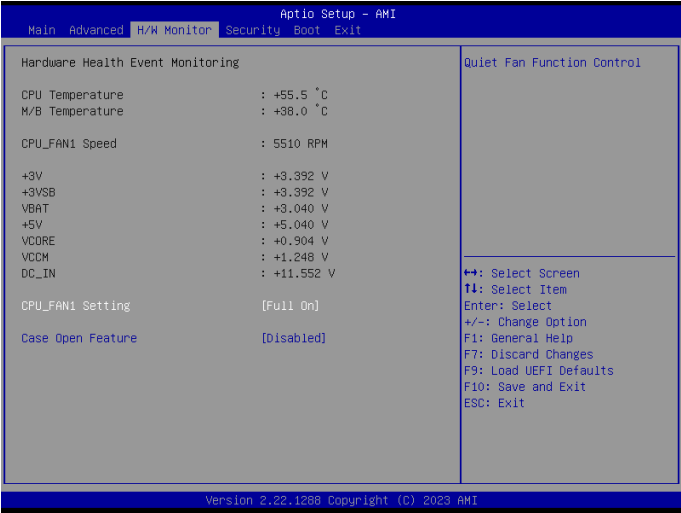 Aptio Setup – AMI
Main Advanced H/W Monitor Security Boot Exit
Hardware Health Event Monitoring
CPU Temperature : +55.5 °C
M/B Temperature : +38.0 °C
CPU_FAN1 Speed : 5510 RPM
+3V : +3.392 V
+3VSB : +3.392 V
VBAT : +3.040 V
+5V : +5.040 V
VCORE : +0.904 V
VCCM : +1.248 V
DC_IN : +11.552 V
CPU_FAN1 Setting [Full On]
Case Open Feature [Disabled]
Quiet Fan Function Control
↔: Select Screen
↑↓: Select Item
Enter: Select
+/-: Change Option
F1: General Help
F7: Discard Changes
F9: Load UEFI Defaults
F10: Save and Exit
ESC: Exit
Version 2.22.1288 Copyright (C) 2023 AMI